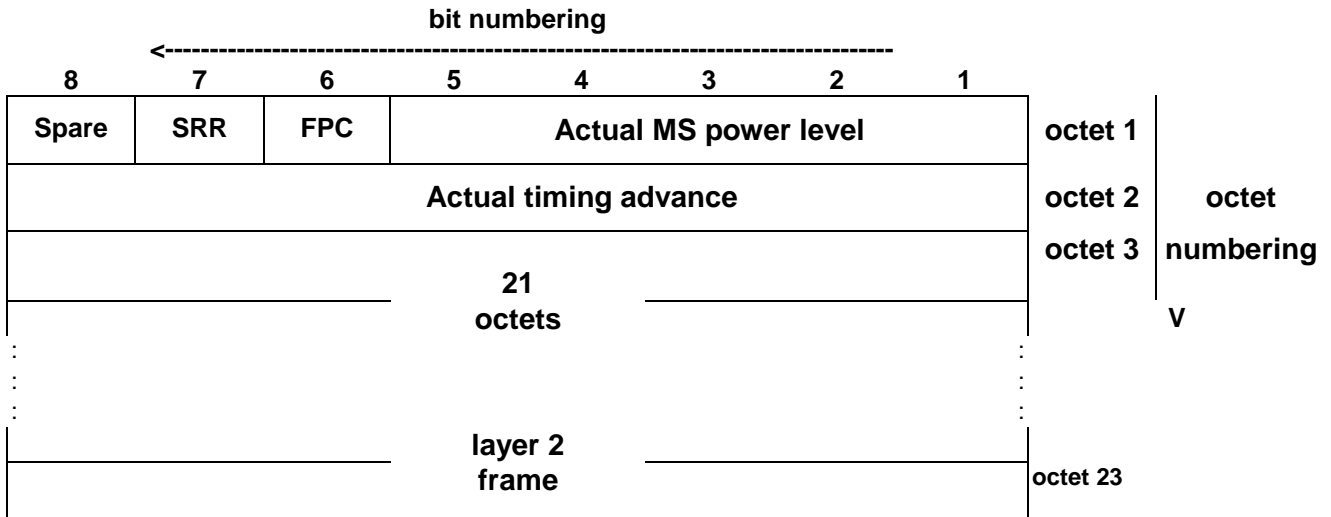 bit numbering
<---------------------------------------------------------------------------------
8 7 6 5 4 3 2 1
Spare SRR FPC Actual MS power level octet 1
Actual timing advance octet 2 octet
octet 3 numbering
21
octets V
: :
: :
: :
layer 2
frame octet 23